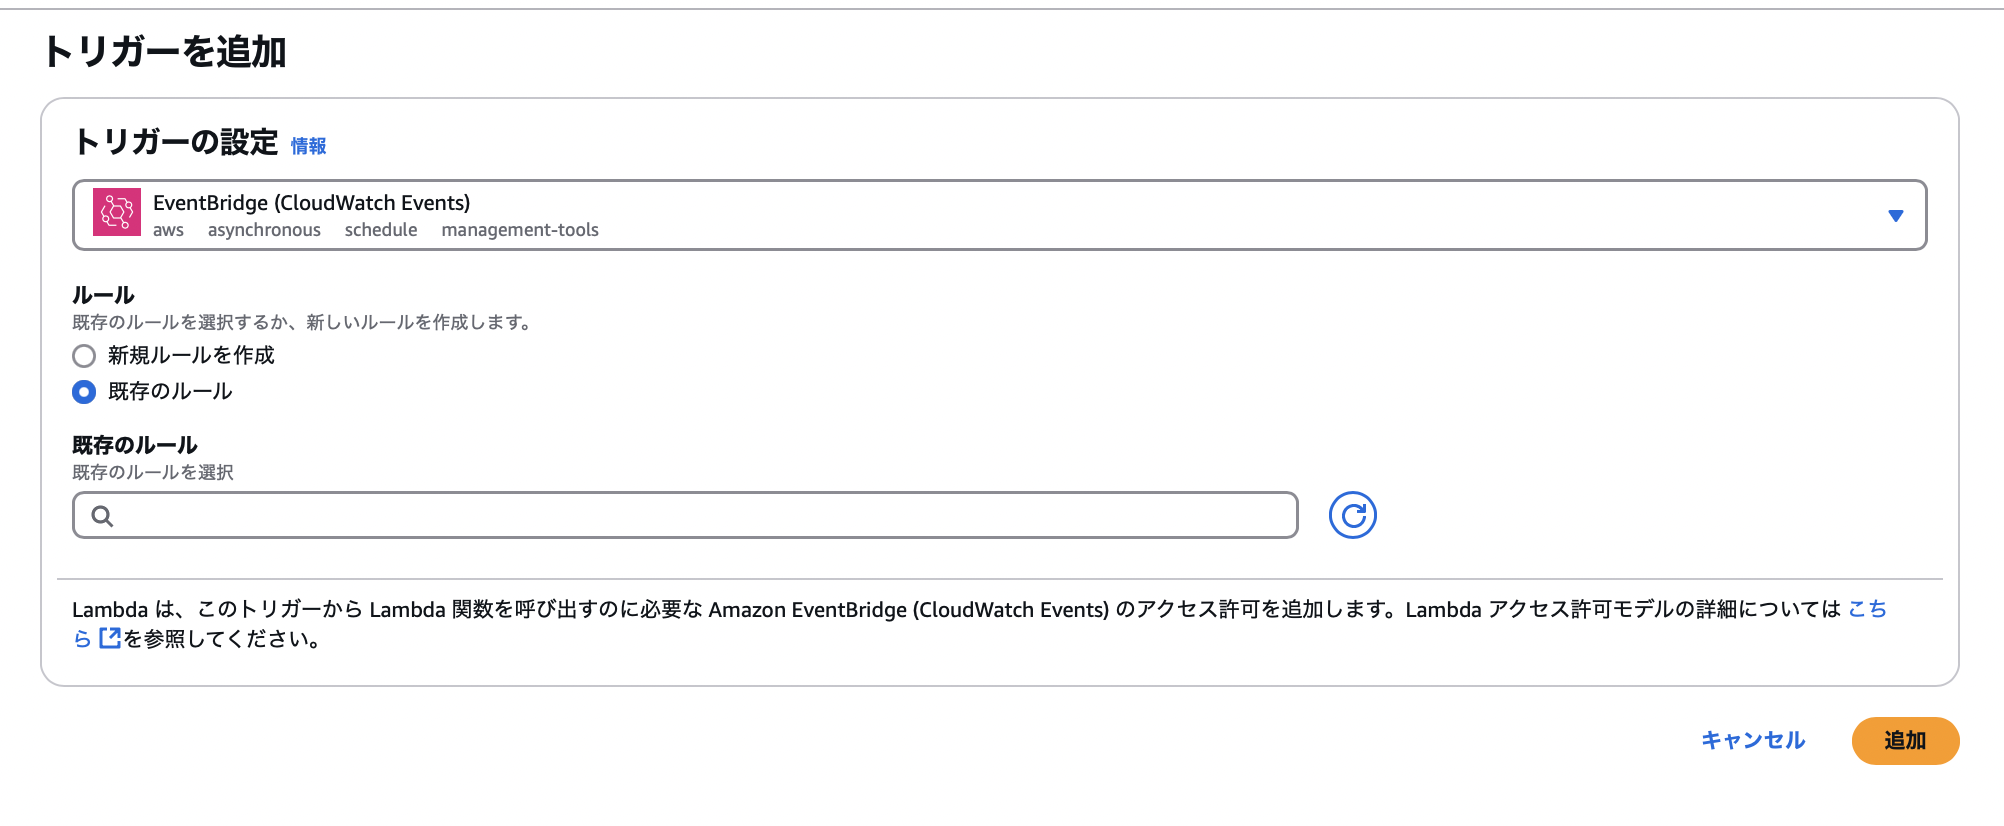 トリガーを追加
トリガーの設定 情報
EventBridge (CloudWatch Events)
aws asynchronous schedule management-tools
ルール
既存のルールを選択するか、新しいルールを作成します。
新規ルールを作成
既存のルール
既存のルール
既存のルールを選択
Lambda は、このトリガーから Lambda 関数を呼び出すのに必要な Amazon EventBridge (CloudWatch Events) のアクセス許可を追加します。Lambda アクセス許可モデルの詳細については こち
ら を参照してください。
キャンセル 追加